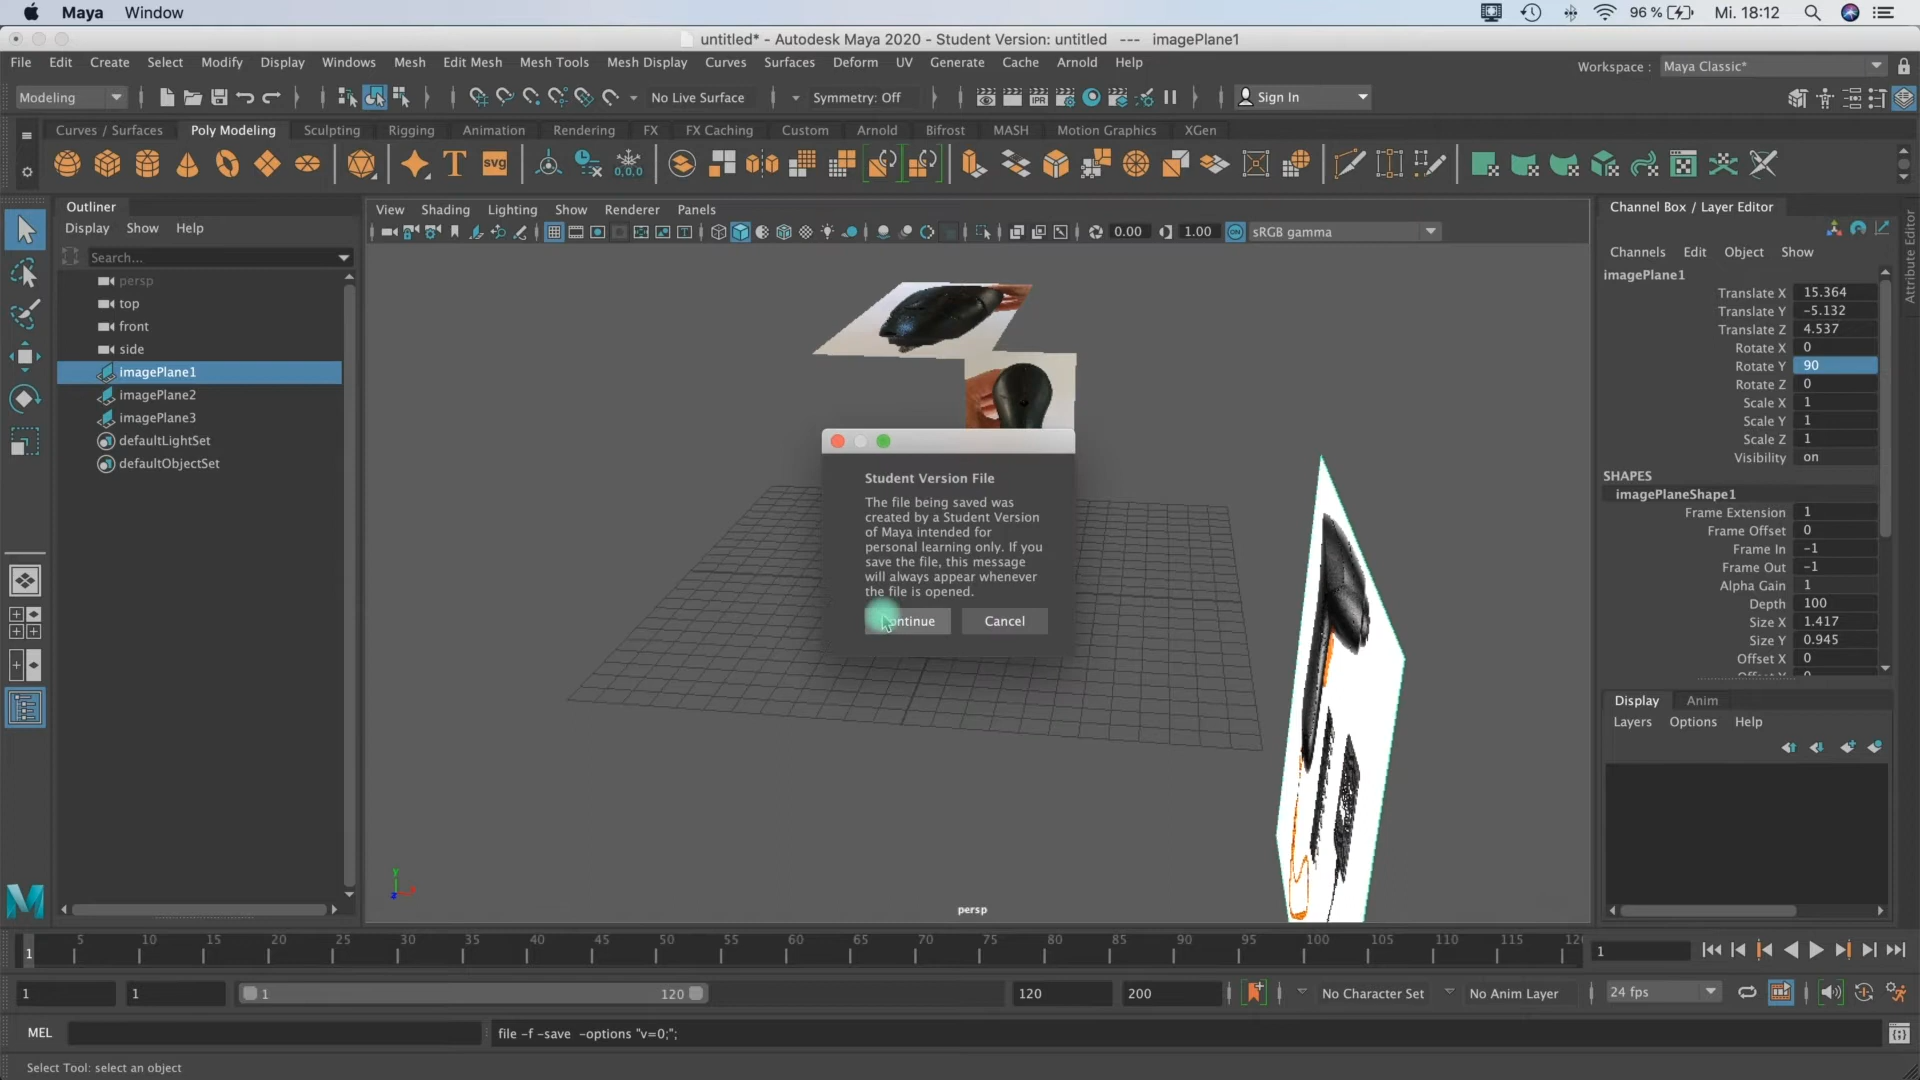 Maya Window 96 % Mi. 18:12
untitled* - Autodesk Maya 2020 - Student Version: untitled --- imagePlane1
File Edit Create Select Modify Display Windows Mesh Edit Mesh Mesh Tools Mesh Display Curves Surfaces Deform UV Generate Cache Arnold Help Workspace : Maya Classic*
Modeling No Live Surface Symmetry: Off IPR Sign In
Curves / Surfaces Poly Modeling Sculpting Rigging Animation Rendering FX FX Caching Custom Arnold Bifrost MASH Motion Graphics XGen
T svg 0,0,0
Outliner
Display Show Help
Search...
persp
top
front
side
imagePlane1
imagePlane2
imagePlane3
defaultLightSet
defaultObjectSet
View Shading Lighting Show Renderer Panels
0.00 1.00 ON sRGB gamma
Student Version File
The file being saved was
created by a Student Version
of Maya intended for
personal learning only. If you
save the file, this message
will always appear whenever
the file is opened.
ontinue Cancel
y
z
persp
Channel Box / Layer Editor
Channels Edit Object Show
imagePlane1
Translate X 15.364
Translate Y -5.132
Translate Z 4.537
Rotate X 0
Rotate Y 90
Rotate Z 0
Scale X 1
Scale Y 1
Scale Z 1
Visibility on
SHAPES
imagePlaneShape1
Frame Extension 1
Frame Offset 0
Frame In -1
Frame Out -1
Alpha Gain 1
Depth 100
Size X 1.417
Size Y 0.945
Offset X 0
Attribute Editor
Display Anim
Layers Options Help
1 5 10 15 20 25 30 35 40 45 50 55 60 65 70 75 80 85 90 95 100 105 110 115 12 1
1 1 1 120 120 200 No Character Set No Anim Layer 24 fps
MEL file -f -save -options "v=0;";
Select Tool: select an object